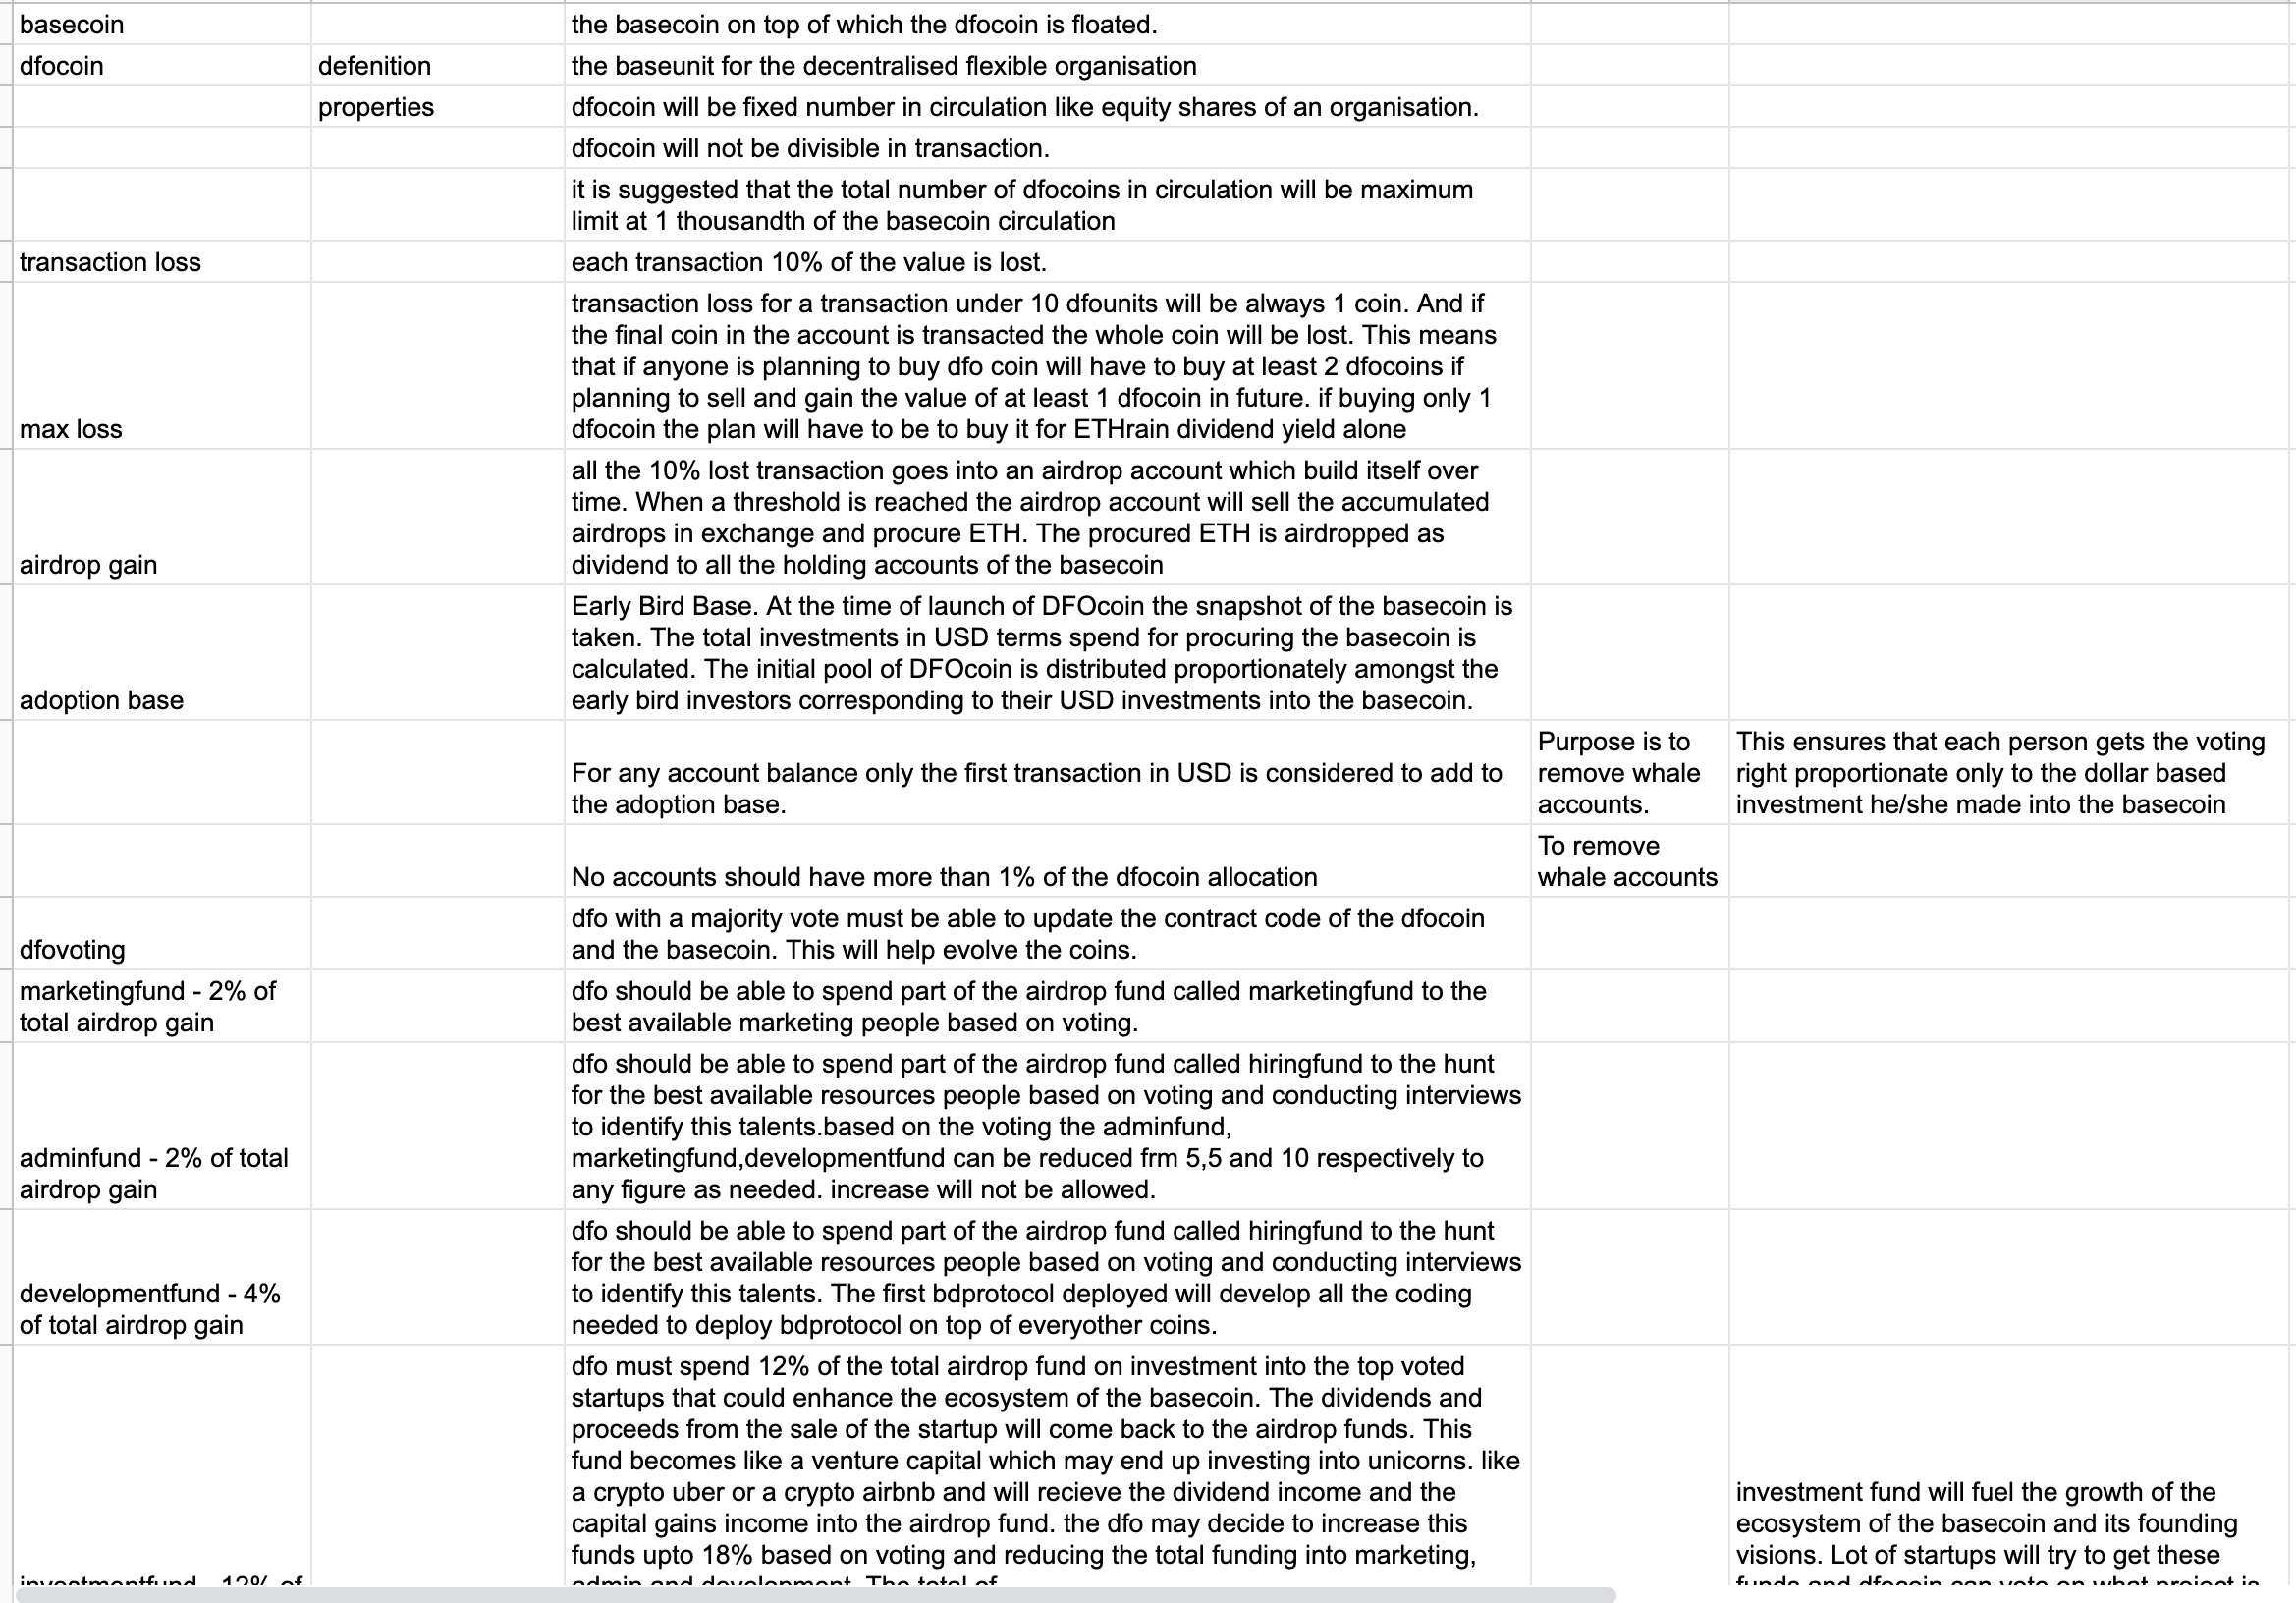 basecoin
the basecoin on top of which the dfocoin is floated.
dfocoin
defenition
the baseunit for the decentralised flexible organisation
properties
dfocoin will be fixed number in circulation like equity shares of an organisation.
dfocoin will not be divisible in transaction.
it is suggested that the total number of dfocoins in circulation will be maximum
limit at 1 thousandth of the basecoin circulation
transaction loss
each transaction 10% of the value is lost.
max loss
transaction loss for a transaction under 10 dfounits will be always 1 coin. And if
the final coin in the account is transacted the whole coin will be lost. This means
that if anyone is planning to buy dfo coin will have to buy at least 2 dfocoins if
planning to sell and gain the value of at least 1 dfocoin in future. if buying only 1
dfocoin the plan will have to be to buy it for ETHrain dividend yield alone
airdrop gain
all the 10% lost transaction goes into an airdrop account which build itself over
time. When a threshold is reached the airdrop account will sell the accumulated
airdrops in exchange and procure ETH. The procured ETH is airdropped as
dividend to all the holding accounts of the basecoin
adoption base
Early Bird Base. At the time of launch of DFOcoin the snapshot of the basecoin is
taken. The total investments in USD terms spend for procuring the basecoin is
calculated. The initial pool of DFOcoin is distributed proportionately amongst the
early bird investors corresponding to their USD investments into the basecoin.
For any account balance only the first transaction in USD is considered to add to
the adoption base.
Purpose is to
remove whale
accounts.
This ensures that each person gets the voting
right proportionate only to the dollar based
investment he/she made into the basecoin
No accounts should have more than 1% of the dfocoin allocation
To remove
whale accounts
dfovoting
dfo with a majority vote must be able to update the contract code of the dfocoin
and the basecoin. This will help evolve the coins.
marketingfund - 2% of
total airdrop gain
dfo should be able to spend part of the airdrop fund called marketingfund to the
best available marketing people based on voting.
adminfund - 2% of total
airdrop gain
dfo should be able to spend part of the airdrop fund called hiringfund to the hunt
for the best available resources people based on voting and conducting interviews
to identify this talents.based on the voting the adminfund,
marketingfund,developmentfund can be reduced frm 5,5 and 10 respectively to
any figure as needed. increase will not be allowed.
developmentfund - 4%
of total airdrop gain
dfo should be able to spend part of the airdrop fund called hiringfund to the hunt
for the best available resources people based on voting and conducting interviews
to identify this talents. The first bdprotocol deployed will develop all the coding
needed to deploy bdprotocol on top of everyother coins.
investmentfund - 12% of
dfo must spend 12% of the total airdrop fund on investment into the top voted
startups that could enhance the ecosystem of the basecoin. The dividends and
proceeds from the sale of the startup will come back to the airdrop funds. This
fund becomes like a venture capital which may end up investing into unicorns. like
a crypto uber or a crypto airbnb and will recieve the dividend income and the
capital gains income into the airdrop fund. the dfo may decide to increase this
funds upto 18% based on voting and reducing the total funding into marketing,
admin and development. The total of
investment fund will fuel the growth of the
ecosystem of the basecoin and its founding
visions. Lot of startups will try to get these
funds and dfocoin can vote on what project is